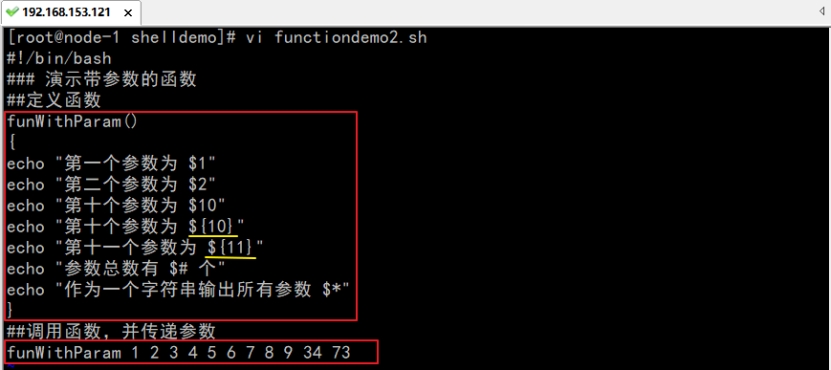 192.168.153.121 ×
[root@node-1 shelldemo]# vi functiondemo2.sh
#!/bin/bash
### 演示带参数的函数
##定义函数
funWithParam()
{
echo "第一个参数为 $1"
echo "第二个参数为 $2"
echo "第十个参数为 $10"
echo "第十个参数为 ${10}"
echo "第十一个参数为 ${11}"
echo "参数总数有 $# 个"
echo "作为一个字符串输出所有参数 $*"
}
##调用函数，并传递参数
funWithParam 1 2 3 4 5 6 7 8 9 34 73